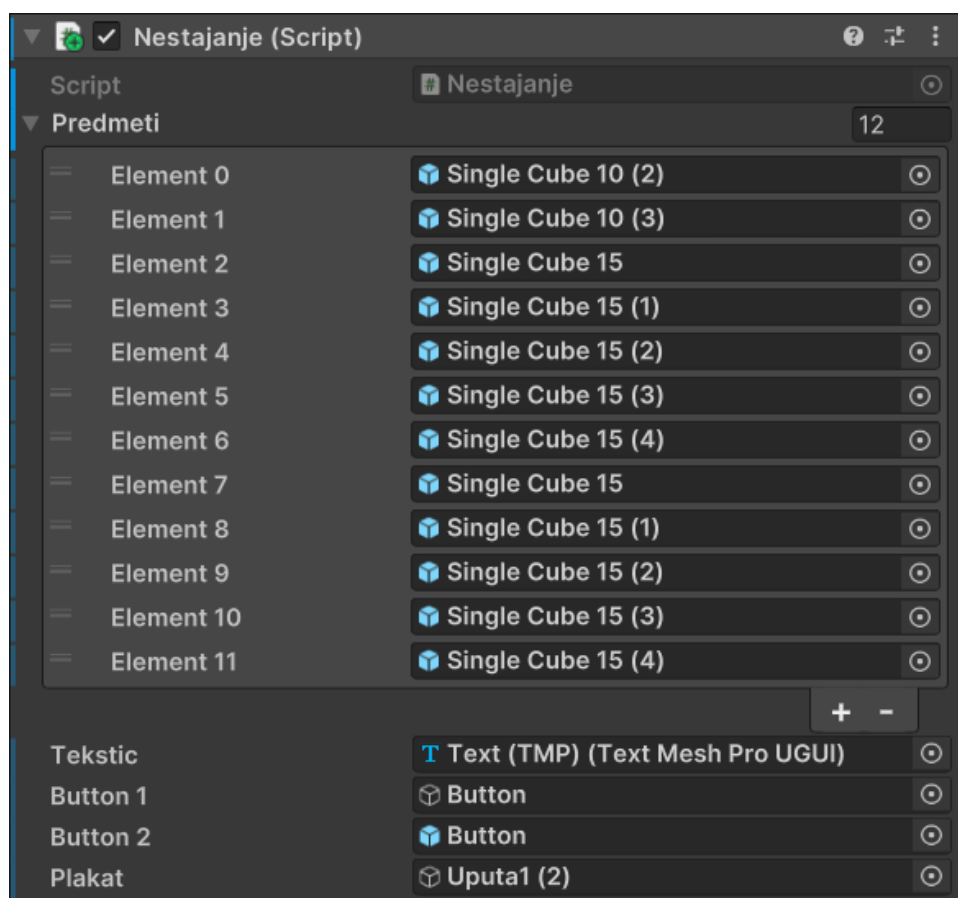 Nestajanje (Script)
Script Nestajanje
Predmeti 12
Element 0 Single Cube 10 (2)
Element 1 Single Cube 10 (3)
Element 2 Single Cube 15
Element 3 Single Cube 15 (1)
Element 4 Single Cube 15 (2)
Element 5 Single Cube 15 (3)
Element 6 Single Cube 15 (4)
Element 7 Single Cube 15
Element 8 Single Cube 15 (1)
Element 9 Single Cube 15 (2)
Element 10 Single Cube 15 (3)
Element 11 Single Cube 15 (4)
+ -
Tekstic Text (TMP) (Text Mesh Pro UGUI)
Button 1 Button
Button 2 Button
Plakat Uputa1 (2)